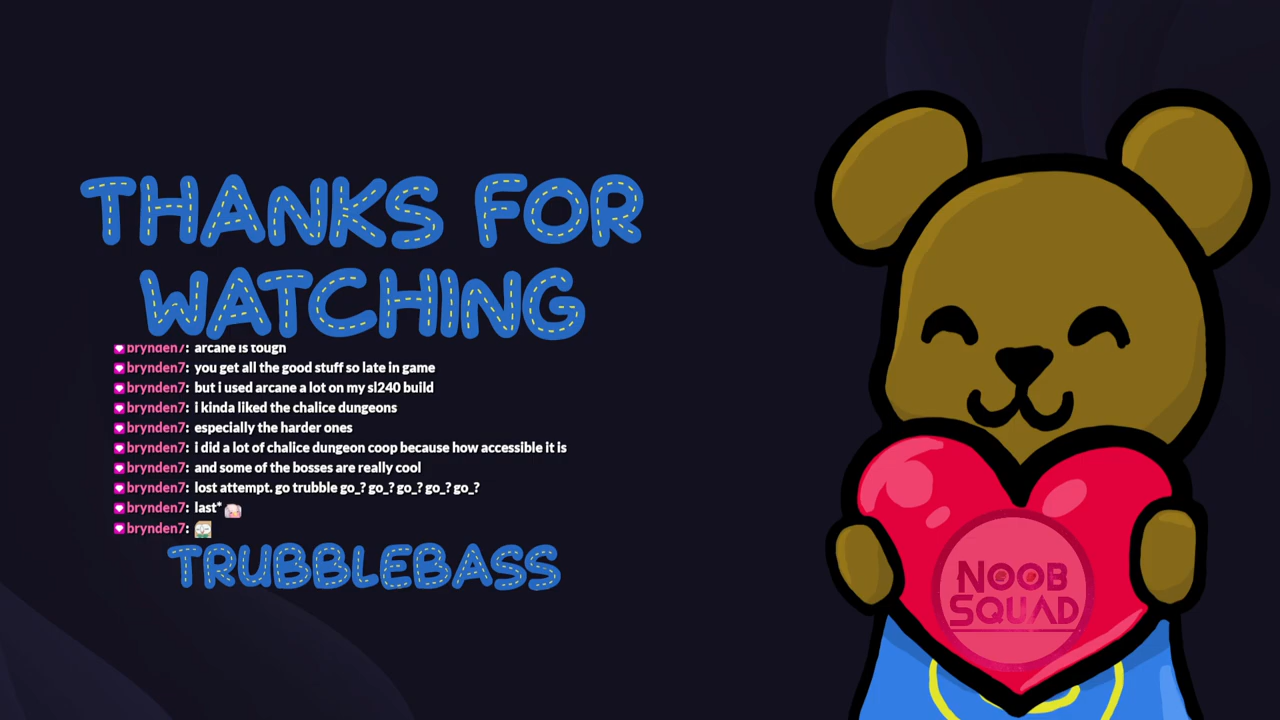 THANKS FOR
WATCHING
brynden7: arcane is tough
brynden7: you get all the good stuff so late in game
brynden7: but i used arcane a lot on my sl240 build
brynden7: i kinda liked the chalice dungeons
brynden7: especially the harder ones
brynden7: i did a lot of chalice dungeon coop because how accessible it is
brynden7: and some of the bosses are really cool
brynden7: lost attempt. go trubble go_? go_? go_? go_? go_?
brynden7: last*
brynden7:
TRUBBLEBASS
NOOB
SQUAD